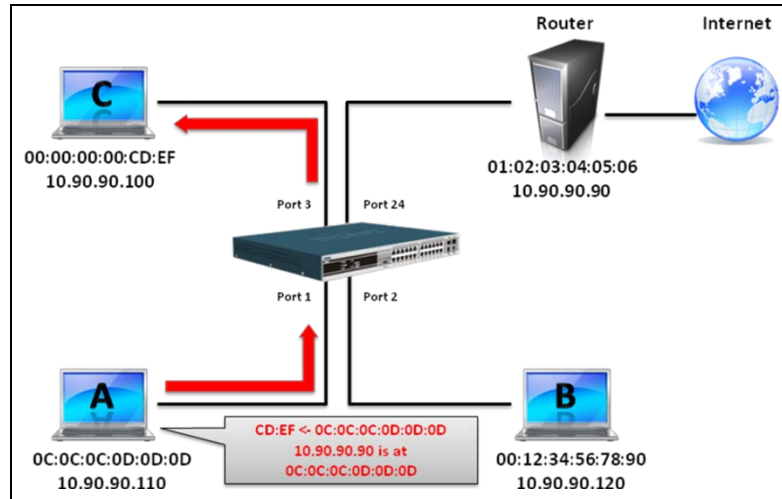 Router
Internet
C
00:00:00:00:CD:EF
10.90.90.100
01:02:03:04:05:06
10.90.90.90
Port 3
Port 24
Port 1
Port 2
A
B
0C:0C:0C:0D:0D:0D
10.90.90.110
CD:EF <- 0C:0C:0C:0D:0D:0D
10.90.90.90 is at
0C:0C:0C:0D:0D:0D
00:12:34:56:78:90
10.90.90.120